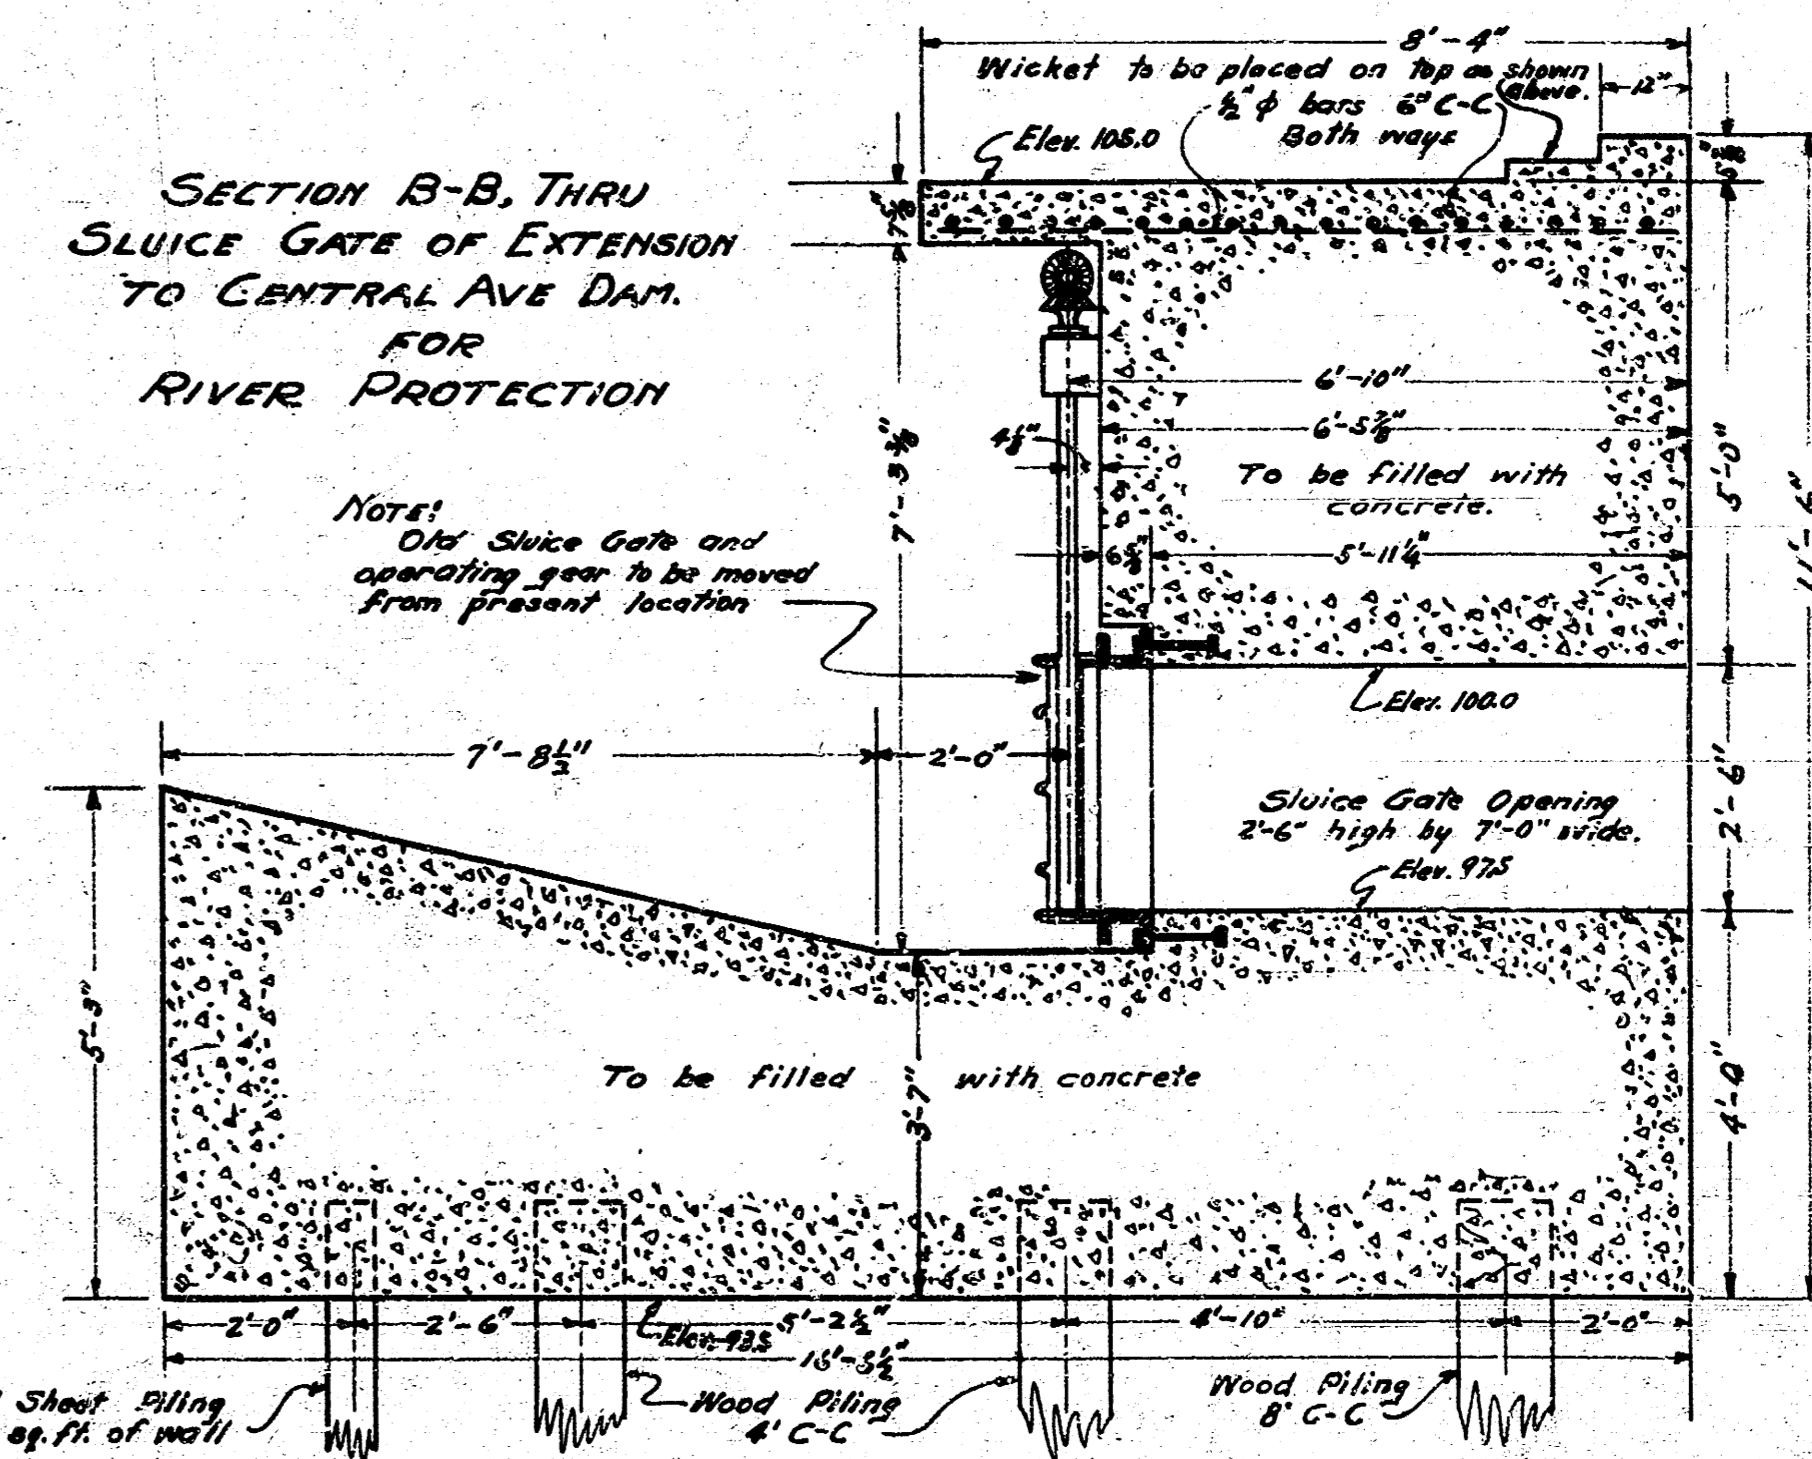 8'-4"
Wicket to be placed on top as shown
above.
12"
½" φ bars 6" C-C
Both ways
Elev. 105.0
SECTION B-B, THRU
SLUICE GATE OF EXTENSION
TO CENTRAL AVE DAM.
FOR
RIVER PROTECTION
6'-10"
6'-5⅞"
4⅛"
To be filled with
concrete.
7'-3⅜"
5'-0"
11'-6"
5'-11¼"
NOTE:
Old Sluice Gate and
operating gear to be moved
from present location
Elev. 100.0
7'-8½"
2'-0"
2'-6"
Sluice Gate Opening
2'-6" high by 7'-0" wide.
Elev. 97.5
5'-3"
To be filled with concrete
3'-7"
4'-0"
2'-0"
2'-6"
Elev. 93.5
5'-2½"
4'-10"
2'-0"
Sheet Piling
sq. ft. of wall
Wood Piling
4' C-C
Wood Piling
8' C-C